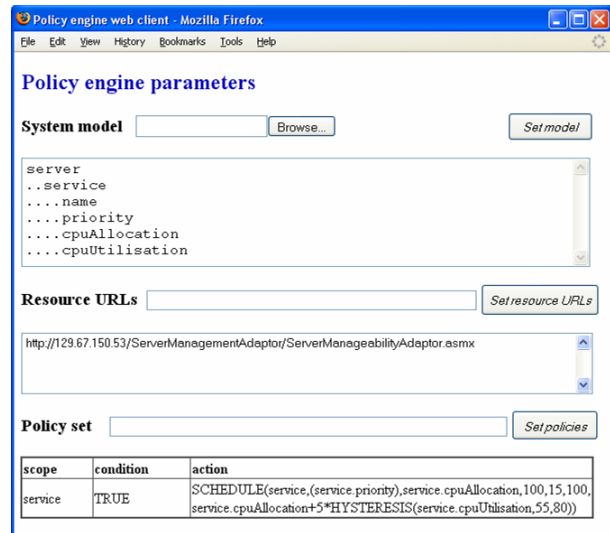 Policy engine web client - Mozilla Firefox
File Edit View History Bookmarks Tools Help
Policy engine parameters
System model Browse... Set model
server
..service
....name
....priority
....cpuAllocation
....cpuUtilisation
Resource URLs Set resource URLs
http://129.67.150.53/ServerManagementAdaptor/ServerManageabilityAdaptor.asmx
Policy set Set policies
scope condition action
service TRUE SCHEDULE(service,(service.priority),service.cpuAllocation,100,15,100,
service.cpuAllocation+5*HYSTERESIS(service.cpuUtilisation,55,80))